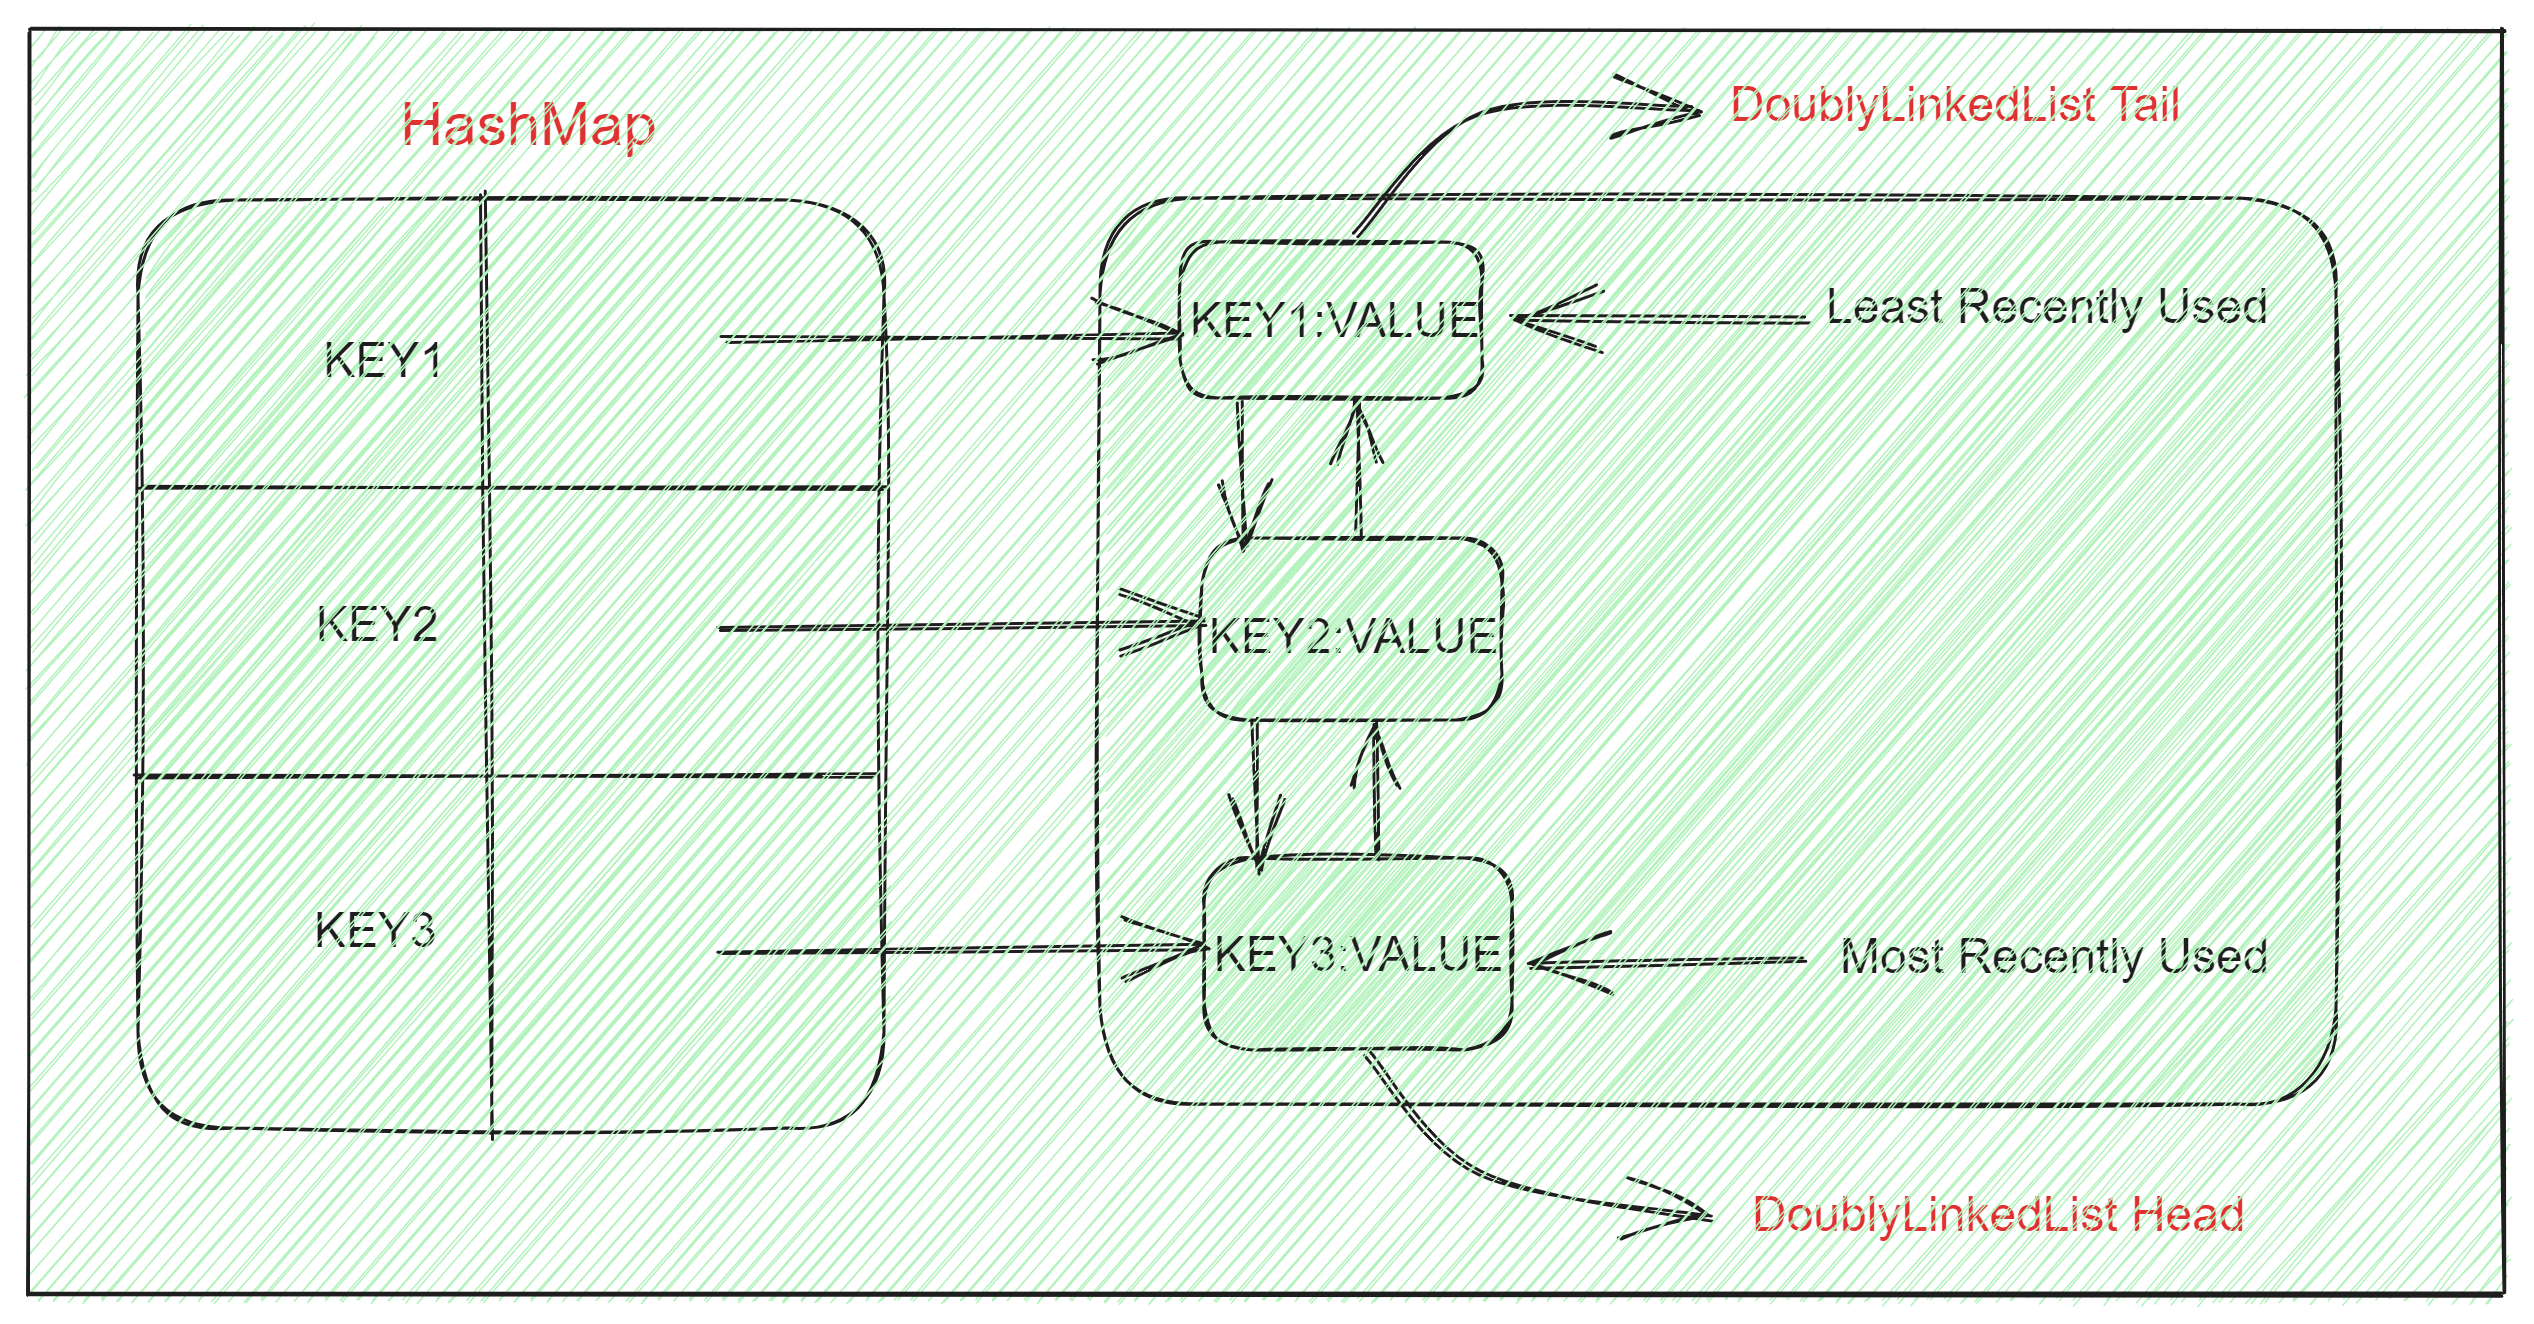 HashMap
DoublyLinkedList Tail
KEY1
KEY1:VALUE
Least Recently Used
KEY2
KEY2:VALUE
KEY3
KEY3:VALUE
Most Recently Used
DoublyLinkedList Head